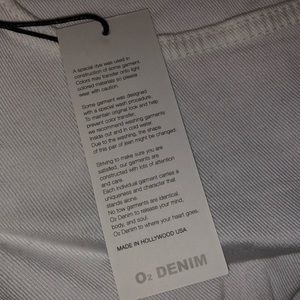 A special dye was used in
construction of some garment.
Colors may transfer onto light
colored materials so please
wear with caution.
Some garment was designed
with a special wash procedure.
To maintain original look and help
prevent color transfer,
we recommend washing garment
inside out and in cold water.
Due to the washing, the shape
of this pair of jean might be changed.
Striving to make sure you are
satisfied, our garments are
constructed with lots of attention
and care.
Each individual garment carries a
uniqueness and character that
stands alone.
No tow garments are identical.
O2 Denim to release your mind,
body, and soul.
O2 Denim to where your heart goes.
MADE IN HOLLYWOOD USA
O2 DENIM